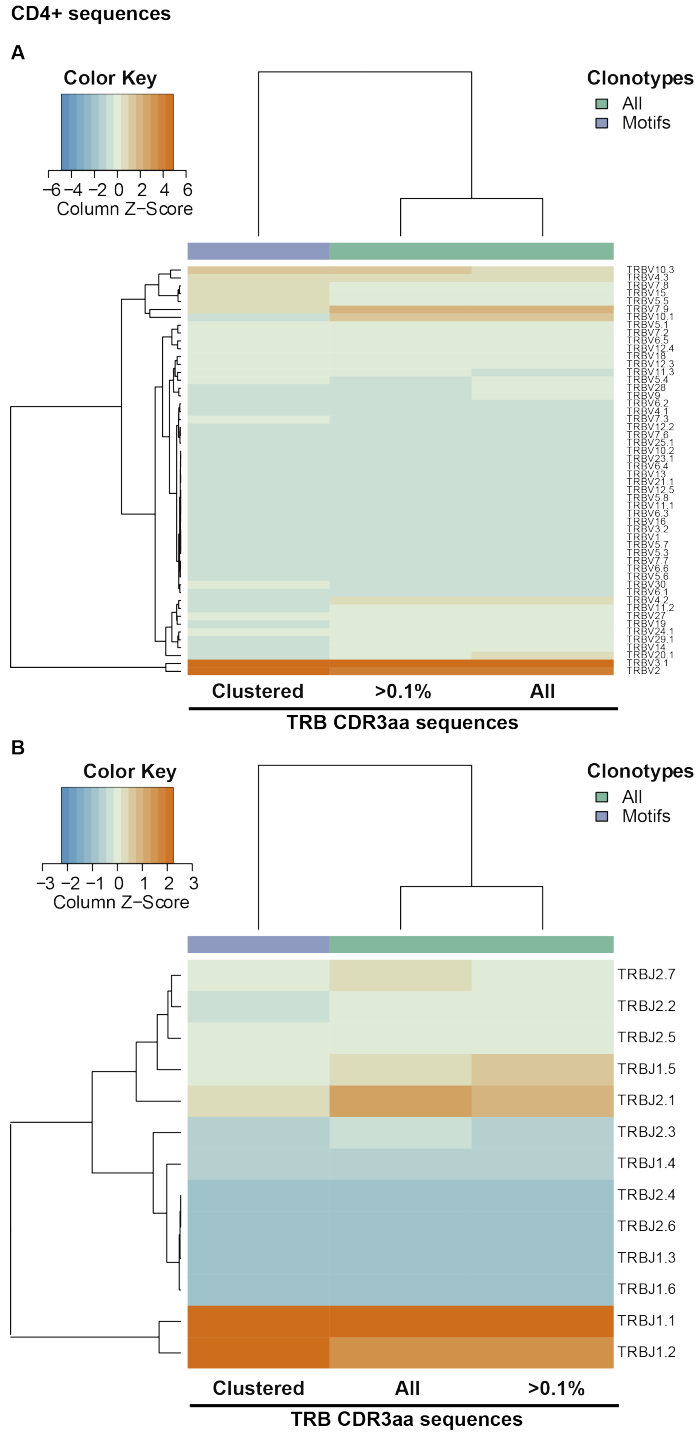 CD4+ sequences
A
Color Key
−6 −4 −2 0 2 4 6
Column Z−Score
Clonotypes
All
Motifs
TRBV10.3
TRBV4.3
TRBV7.8
TRBV15
TRBV5.5
TRBV7.9
TRBV10.1
TRBV5.1
TRBV7.2
TRBV6.5
TRBV12.4
TRBV18
TRBV12.3
TRBV11.3
TRBV5.4
TRBV28
TRBV9
TRBV6.2
TRBV4.1
TRBV7.3
TRBV12.2
TRBV7.6
TRBV25.1
TRBV10.2
TRBV23.1
TRBV6.4
TRBV13
TRBV21.1
TRBV12.5
TRBV5.8
TRBV11.1
TRBV6.3
TRBV16
TRBV3.2
TRBV1
TRBV5.7
TRBV5.3
TRBV7.7
TRBV6.6
TRBV5.6
TRBV30
TRBV6.1
TRBV4.2
TRBV11.2
TRBV27
TRBV19
TRBV24.1
TRBV29.1
TRBV14
TRBV20.1
TRBV3.1
TRBV2
Clustered >0.1% All
TRB CDR3aa sequences
B
Color Key
−3 −2 −1 0 1 2 3
Column Z−Score
Clonotypes
All
Motifs
TRBJ2.7
TRBJ2.2
TRBJ2.5
TRBJ1.5
TRBJ2.1
TRBJ2.3
TRBJ1.4
TRBJ2.4
TRBJ2.6
TRBJ1.3
TRBJ1.6
TRBJ1.1
TRBJ1.2
Clustered All >0.1%
TRB CDR3aa sequences